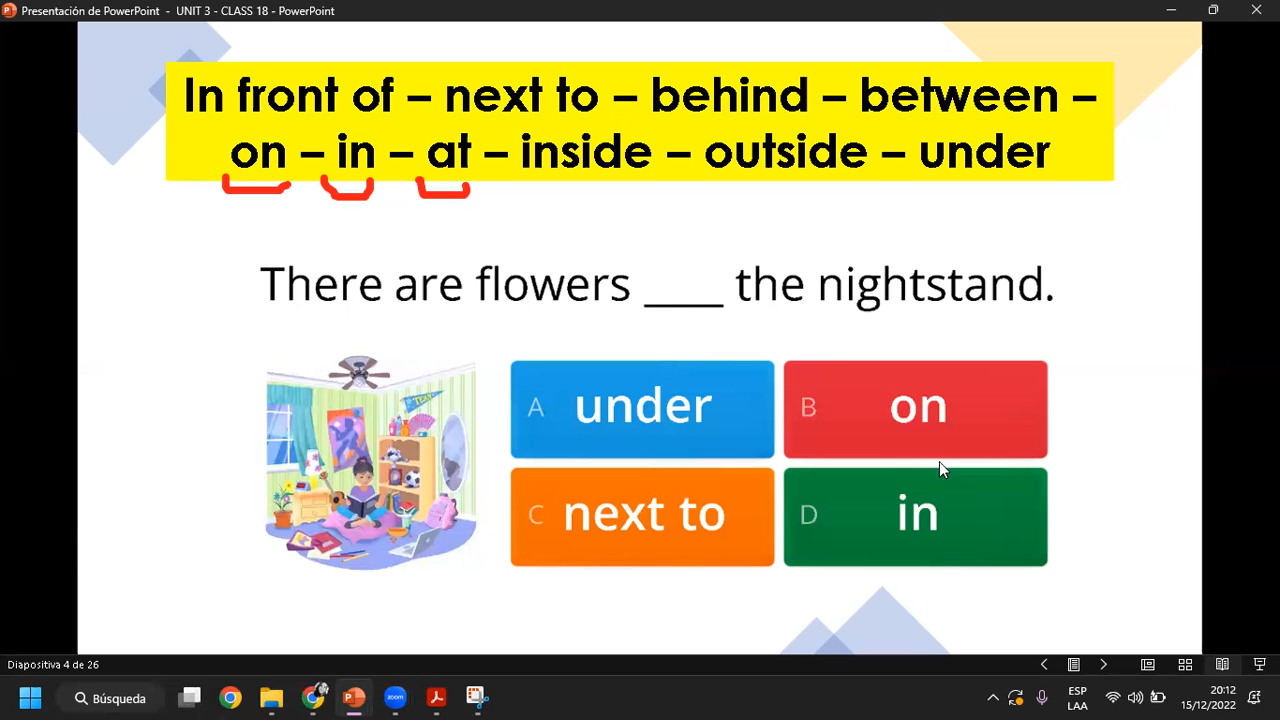 Presentación de PowerPoint - UNIT 3 - CLASS 18 - PowerPoint
In front of – next to – behind – between –
on – in – at – inside – outside – under
There are flowers ____ the nightstand.
TEAM
A under
B on
C next to
D in
Diapositiva 4 de 26
Búsqueda
zoom
ESP
LAA
20:12
15/12/2022